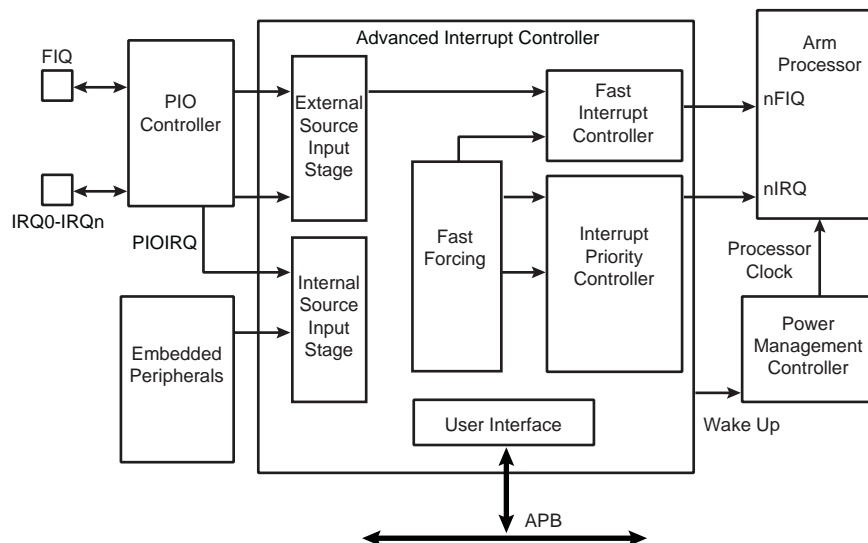 Advanced Interrupt Controller
FIQ
PIO
Controller
External
Source
Input
Stage
Fast
Interrupt
Controller
Arm
Processor
nFIQ
nIRQ
IRQ0-IRQn
PIOIRQ
Fast
Forcing
Interrupt
Priority
Controller
Processor
Clock
Internal
Source
Input
Stage
Embedded
Peripherals
Power
Management
Controller
User Interface
Wake Up
APB